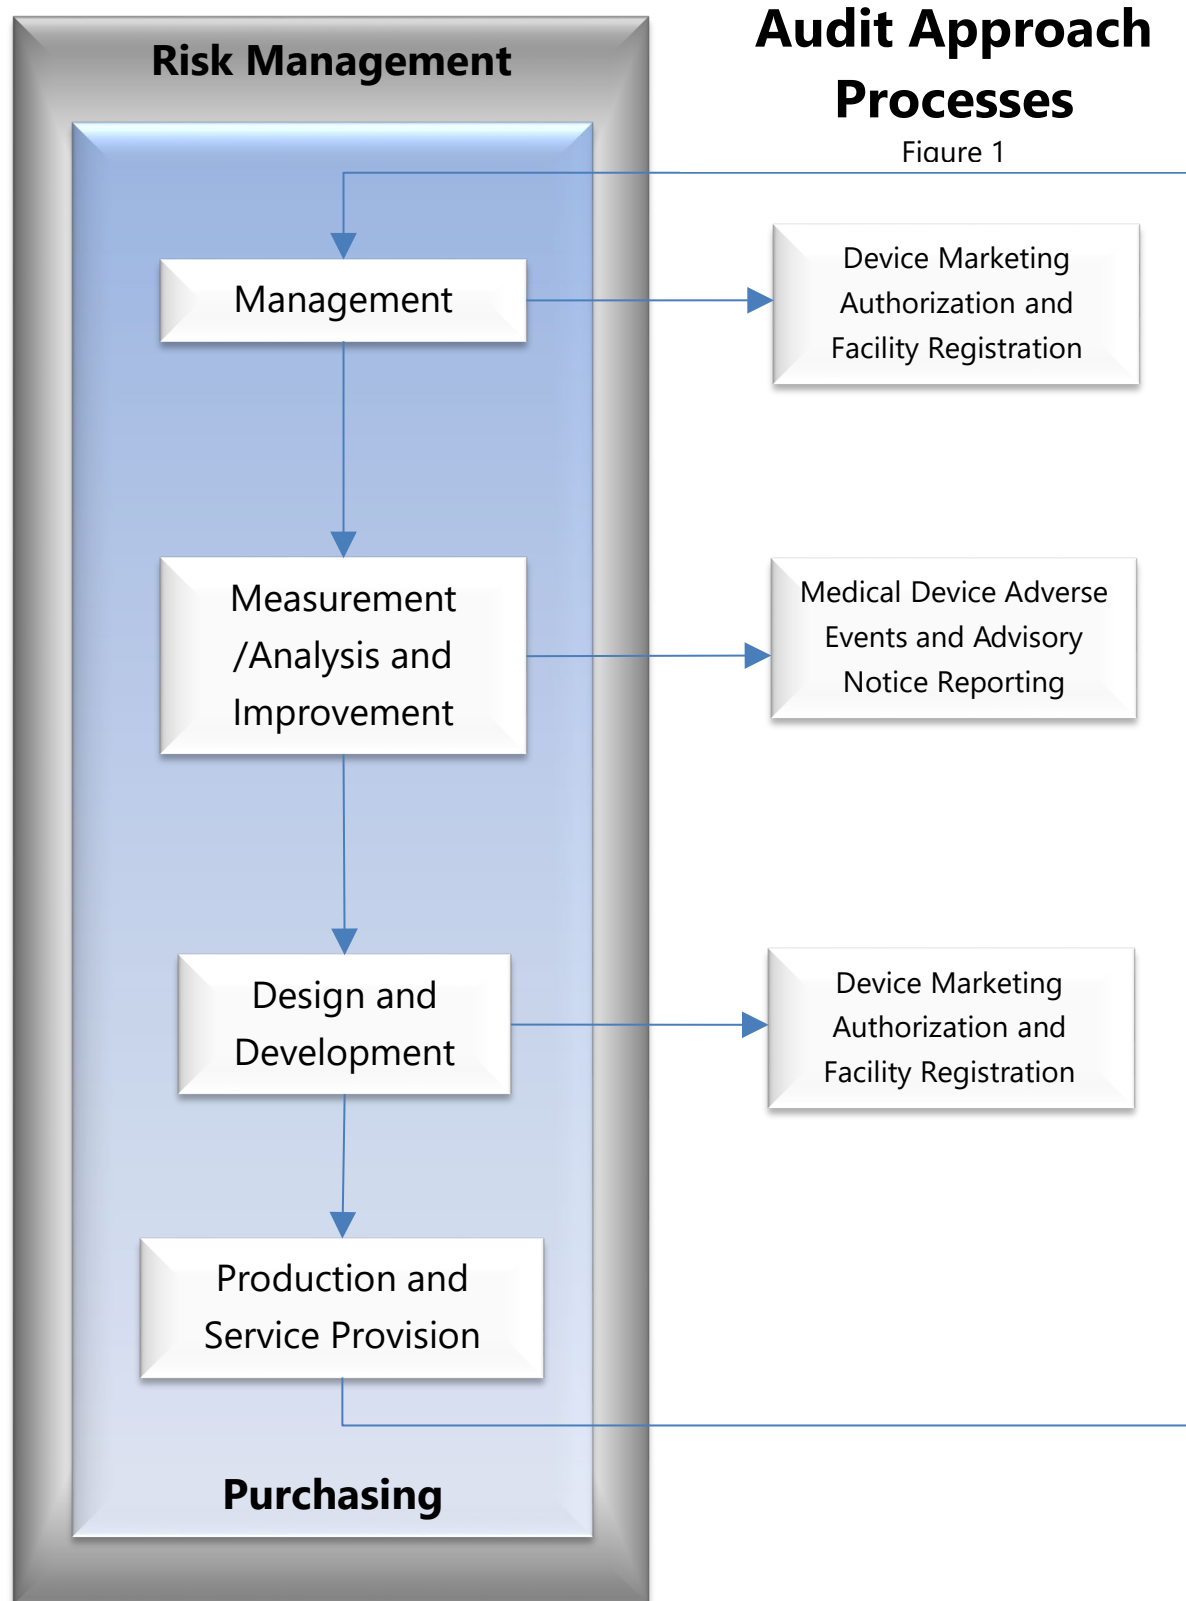 Risk Management
Audit Approach
Processes
Figure 1
Management
Device Marketing
Authorization and
Facility Registration
Measurement
/Analysis and
Improvement
Medical Device Adverse
Events and Advisory
Notice Reporting
Design and
Development
Device Marketing
Authorization and
Facility Registration
Production and
Service Provision
Purchasing